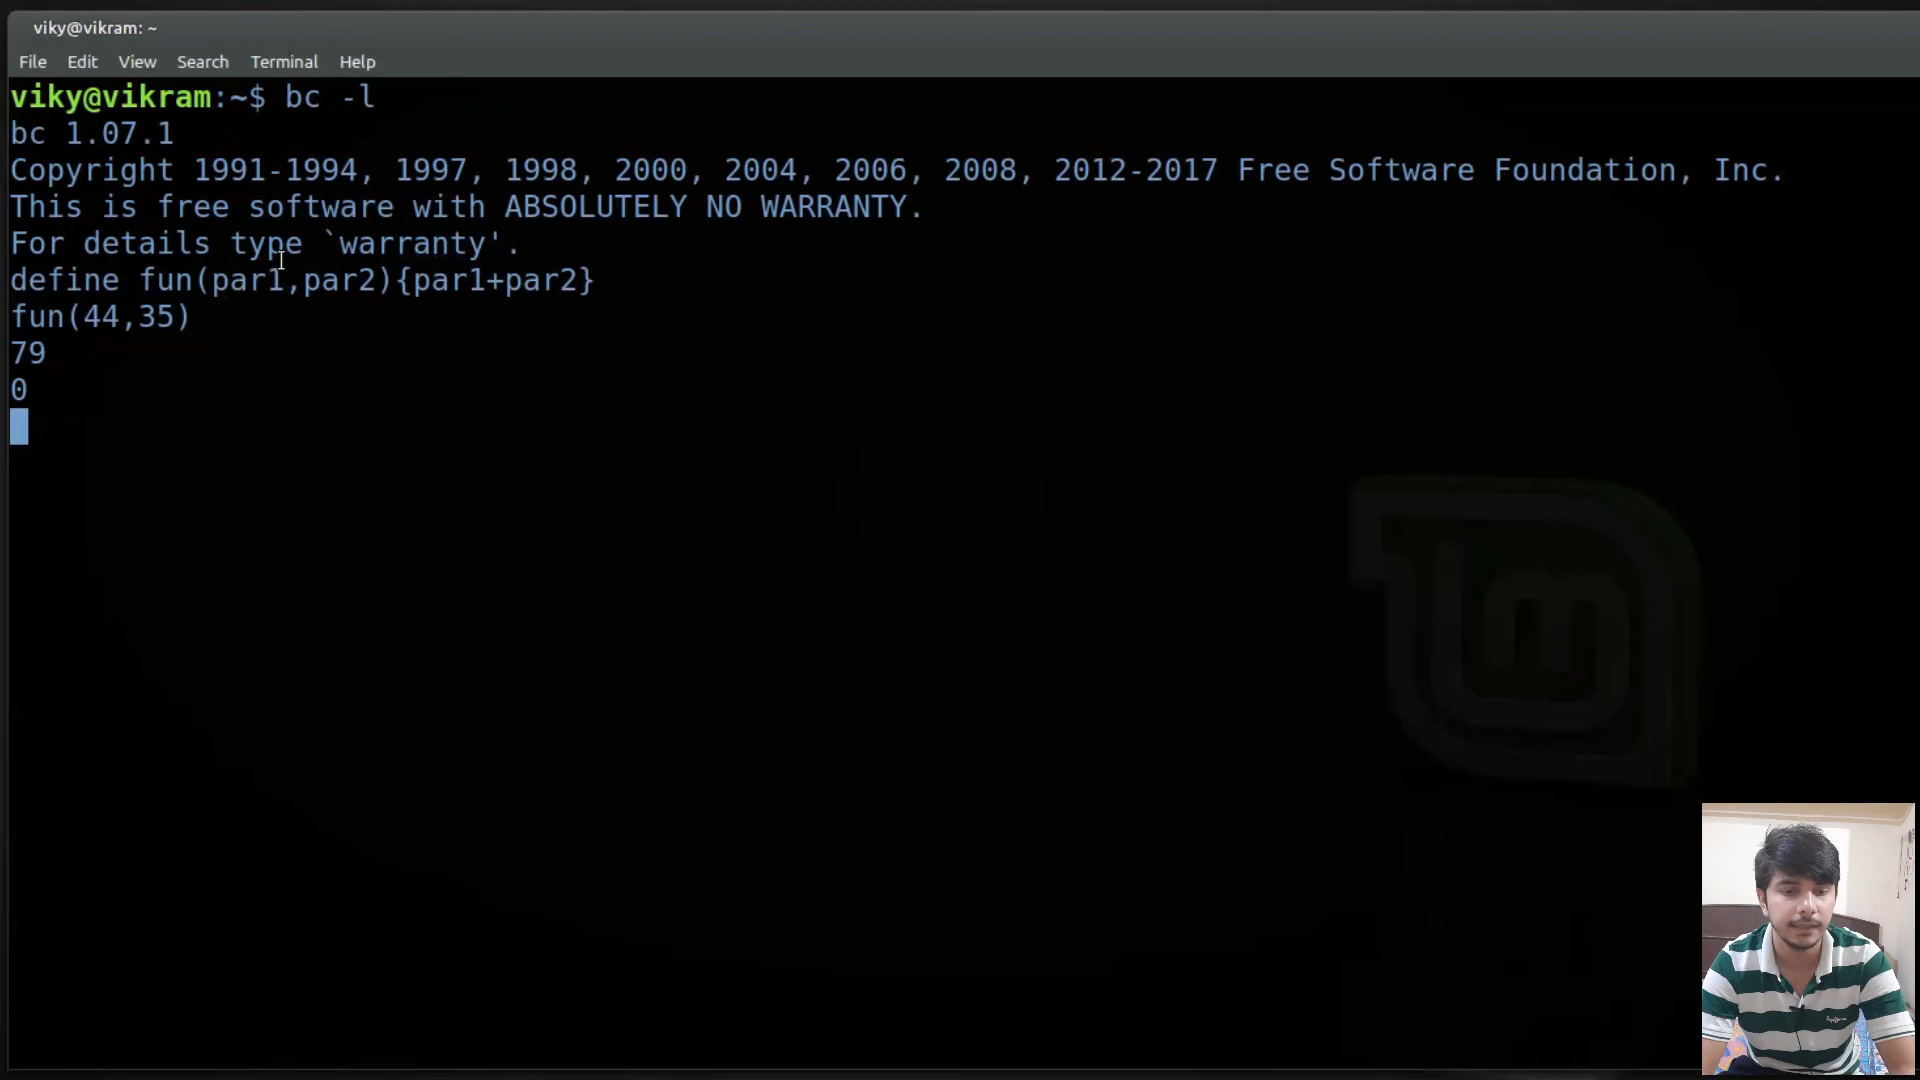 viky@vikram: ~
File Edit View Search Terminal Help
viky@vikram:~$ bc -l
bc 1.07.1
Copyright 1991-1994, 1997, 1998, 2000, 2004, 2006, 2008, 2012-2017 Free Software Foundation, Inc.
This is free software with ABSOLUTELY NO WARRANTY.
For details type `warranty'.
define fun(par1,par2){par1+par2}
fun(44,35)
79
0